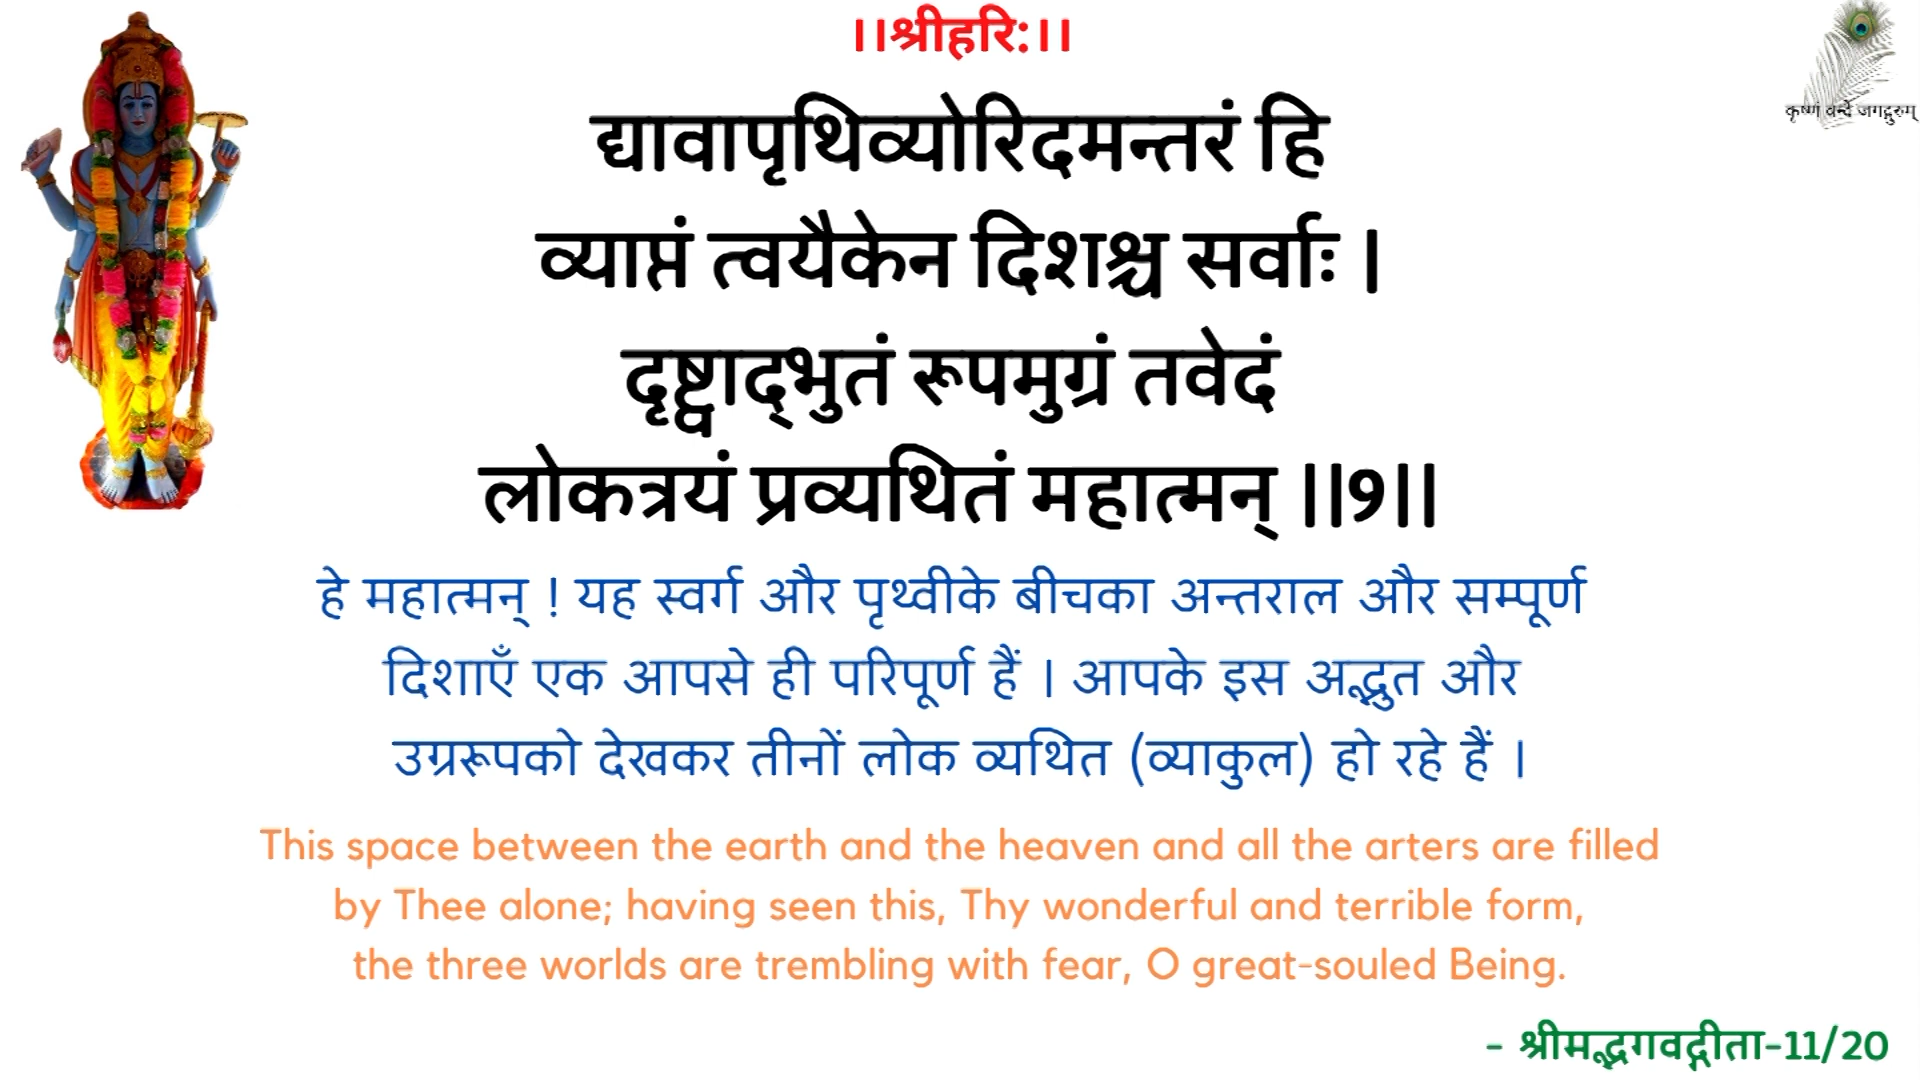 ।।श्रीहरि:।।
कृष्णं वन्दे जगद्गुरुम्
द्यावापृथिव्योरिदमन्तरं हि
व्याप्तं त्वयैकेन दिशश्च सर्वाः |
दृष्ट्वाद्‌भुतं रूपमुग्रं तवेदं
लोकत्रयं प्रव्यथितं महात्मन् ||9||
हे महात्मन् ! यह स्वर्ग और पृथ्वीके बीचका अन्तराल और सम्पूर्ण
दिशाएँ एक आपसे ही परिपूर्ण हैं । आपके इस अद्भुत और
उग्ररूपको देखकर तीनों लोक व्यथित (व्याकुल) हो रहे हैं ।
This space between the earth and the heaven and all the arters are filled
by Thee alone; having seen this, Thy wonderful and terrible form,
the three worlds are trembling with fear, O great-souled Being.
- श्रीमद्भगवद्गीता-11/20